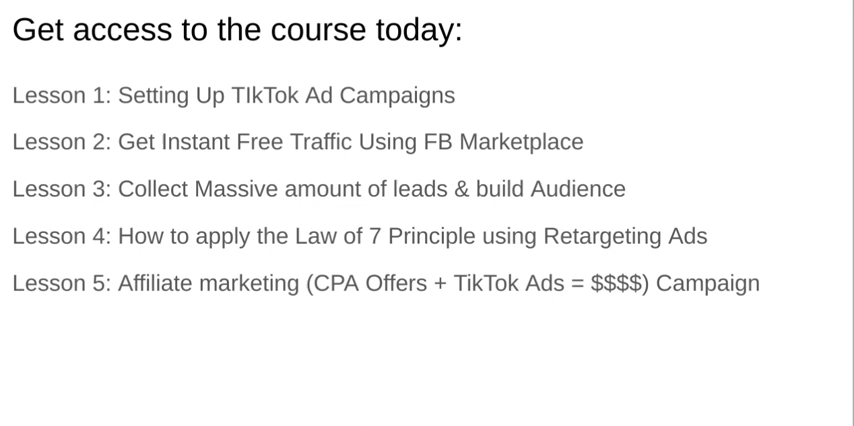 Get access to the course today:
Lesson 1: Setting Up TIkTok Ad Campaigns
Lesson 2: Get Instant Free Traffic Using FB Marketplace
Lesson 3: Collect Massive amount of leads & build Audience
Lesson 4: How to apply the Law of 7 Principle using Retargeting Ads
Lesson 5: Affiliate marketing (CPA Offers + TikTok Ads = $$$$) Campaign